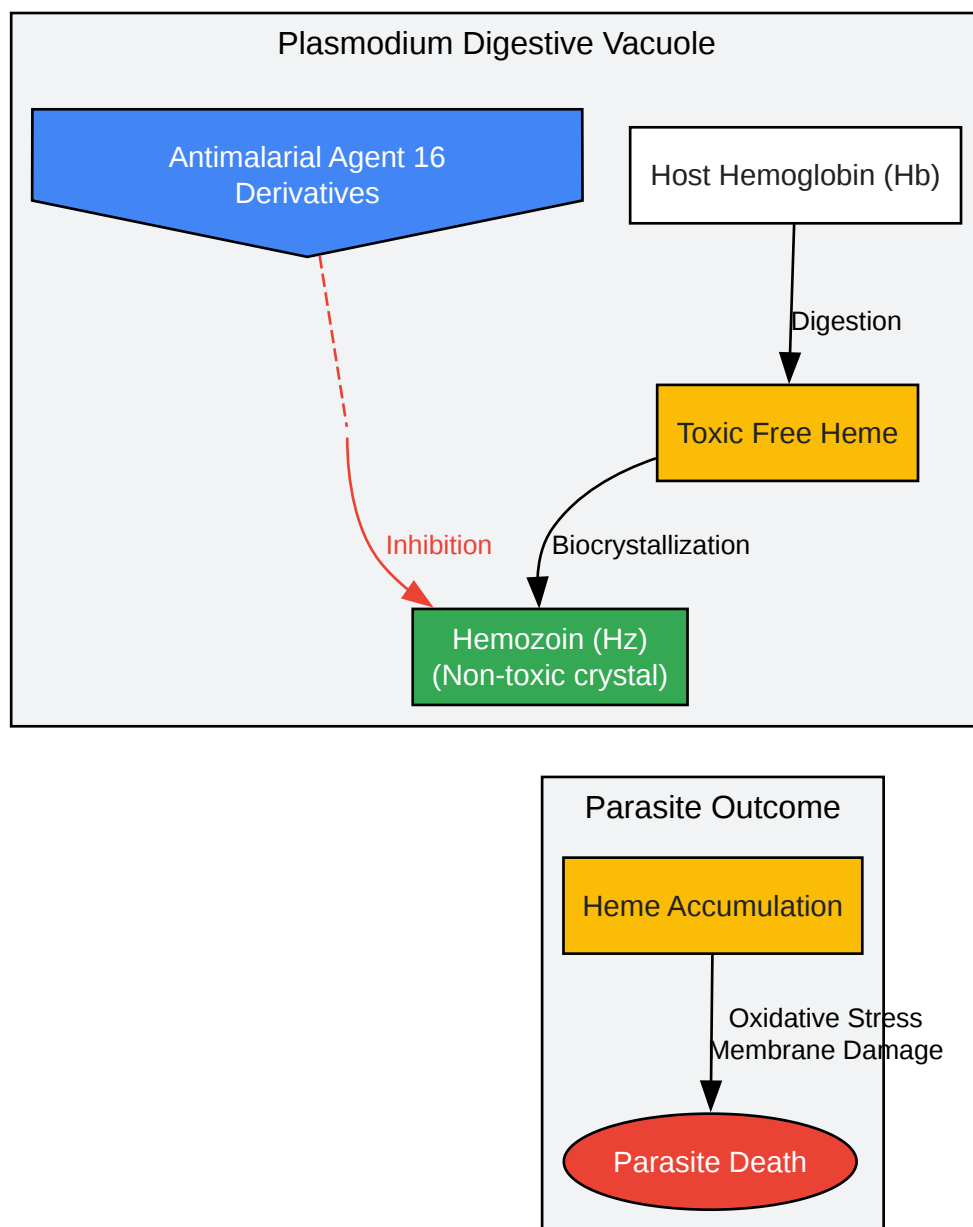 Plasmodium Digestive Vacuole
Antimalarial Agent 16
Derivatives
Host Hemoglobin (Hb)
Digestion
Toxic Free Heme
Inhibition
Biocrystallization
Hemozoin (Hz)
(Non-toxic crystal)
Parasite Outcome
Heme Accumulation
Oxidative Stress
Membrane Damage
Parasite Death